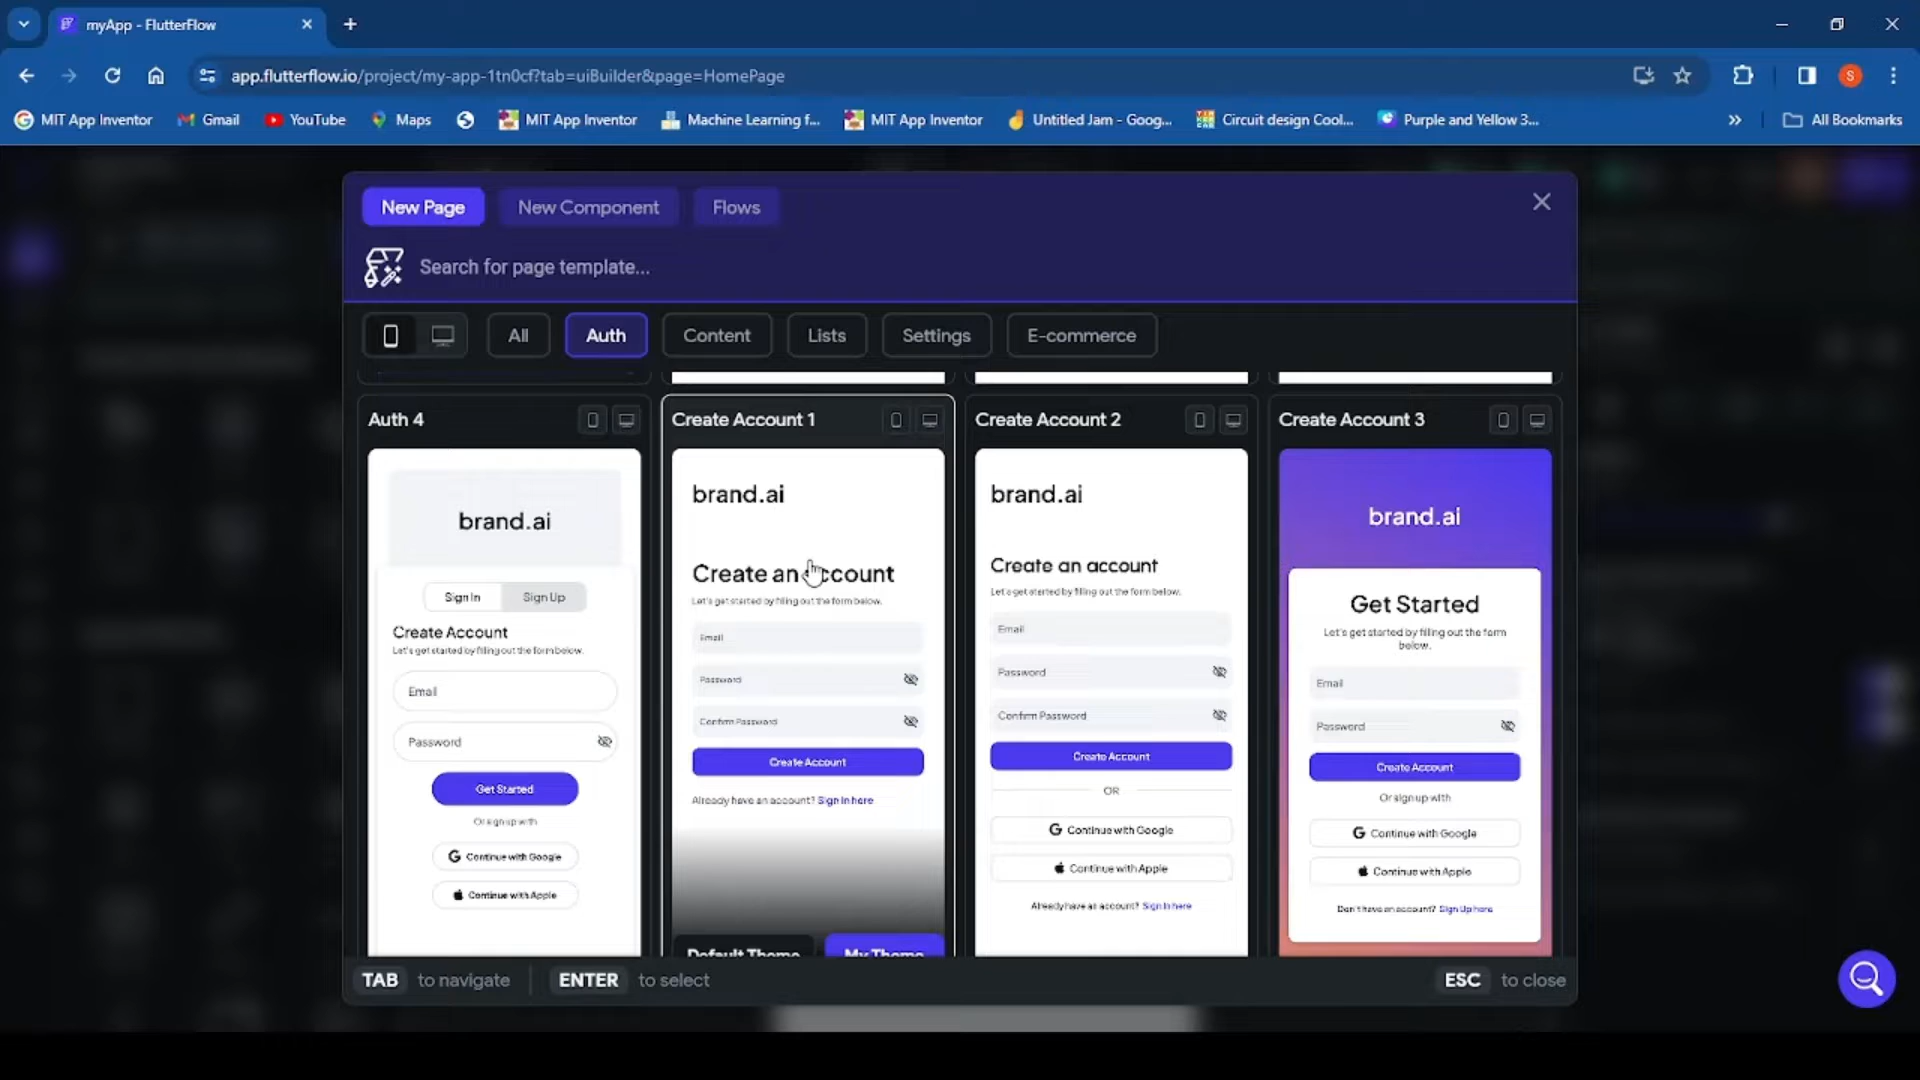 myApp - FlutterFlow
app.flutterflow.io/project/my-app-1tn0cf?tab=uiBuilder&page=HomePage
S
MIT App Inventor
Gmail
YouTube
Maps
MIT App Inventor
Machine Learning f...
MIT App Inventor
Untitled Jam - Goog...
Circuit design Cool...
Purple and Yellow 3...
All Bookmarks
New Page
New Component
Flows
Search for page template...
All
Auth
Content
Lists
Settings
E-commerce
Auth 4
brand.ai
Sign In
Sign Up
Create Account
Let's get started by filling out the form below.
Email
Password
Get Started
Or sign up with
Continue with Google
Continue with Apple
Create Account 1
brand.ai
Create an account
Let's get started by filling out the form below.
Email
Password
Confirm Password
Create Account
Already have an account? Sign In here
Default Theme
My Theme
Create Account 2
brand.ai
Create an account
Let's get started by filling out the form below.
Email
Password
Confirm Password
Create Account
OR
Continue with Google
Continue with Apple
Already have an account? Sign In here
Create Account 3
brand.ai
Get Started
Let's get started by filling out the form
below.
Email
Password
Create Account
Or sign up with
Continue with Google
Continue with Apple
Don't have an account? Sign Up here
TAB to navigate
ENTER to select
ESC to close